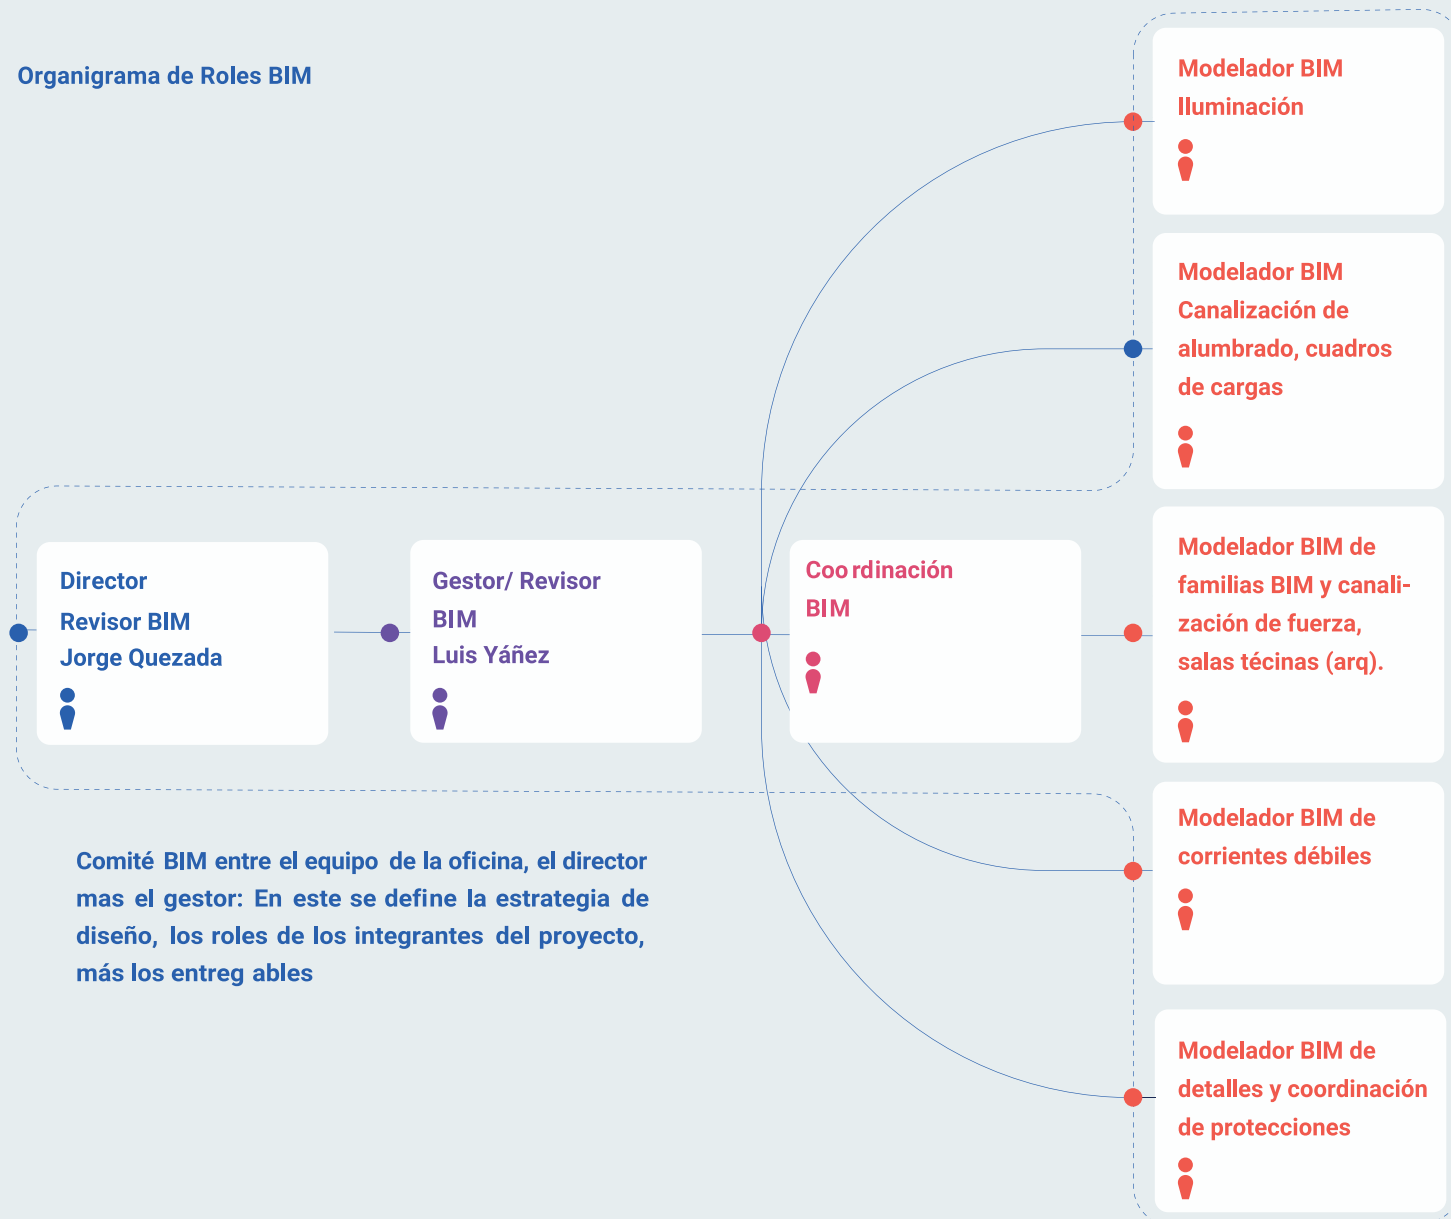 Organigrama de Roles BIM
Director
Revisor BIM
Jorge Quezada
Gestor/ Revisor
BIM
Luis Yáñez
Coo rdinación
BIM
Modelador BIM
Iluminación
Modelador BIM
Canalización de
alumbrado, cuadros
de cargas
Modelador BIM de
familias BIM y canali-
zación de fuerza,
salas técinas (arq).
Modelador BIM de
corrientes débiles
Modelador BIM de
detalles y coordinación
de protecciones
Comité BIM entre el equipo de la oficina, el director
mas el gestor: En este se define la estrategia de
diseño, los roles de los integrantes del proyecto,
más los entreg ables